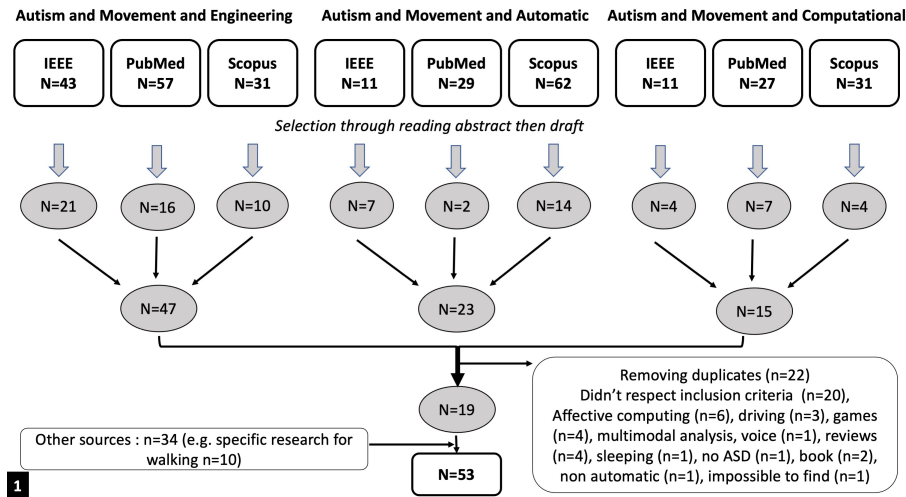 Autism and Movement and Engineering
Autism and Movement and Automatic
Autism and Movement and Computational
IEEE
N=43
PubMed
N=57
Scopus
N=31
IEEE
N=11
PubMed
N=29
Scopus
N=62
IEEE
N=11
PubMed
N=27
Scopus
N=31
Selection through reading abstract then draft
N=21
N=16
N=10
N=7
N=2
N=14
N=4
N=7
N=4
N=47
N=23
N=15
Removing duplicates (n=22)
Didn’t respect inclusion criteria (n=20),
Affective computing (n=6), driving (n=3), games
(n=4), multimodal analysis, voice (n=1), reviews
(n=4), sleeping (n=1), no ASD (n=1), book (n=2),
non automatic (n=1), impossible to find (n=1)
N=19
Other sources : n=34 (e.g. specific research for
walking n=10)
N=53
1